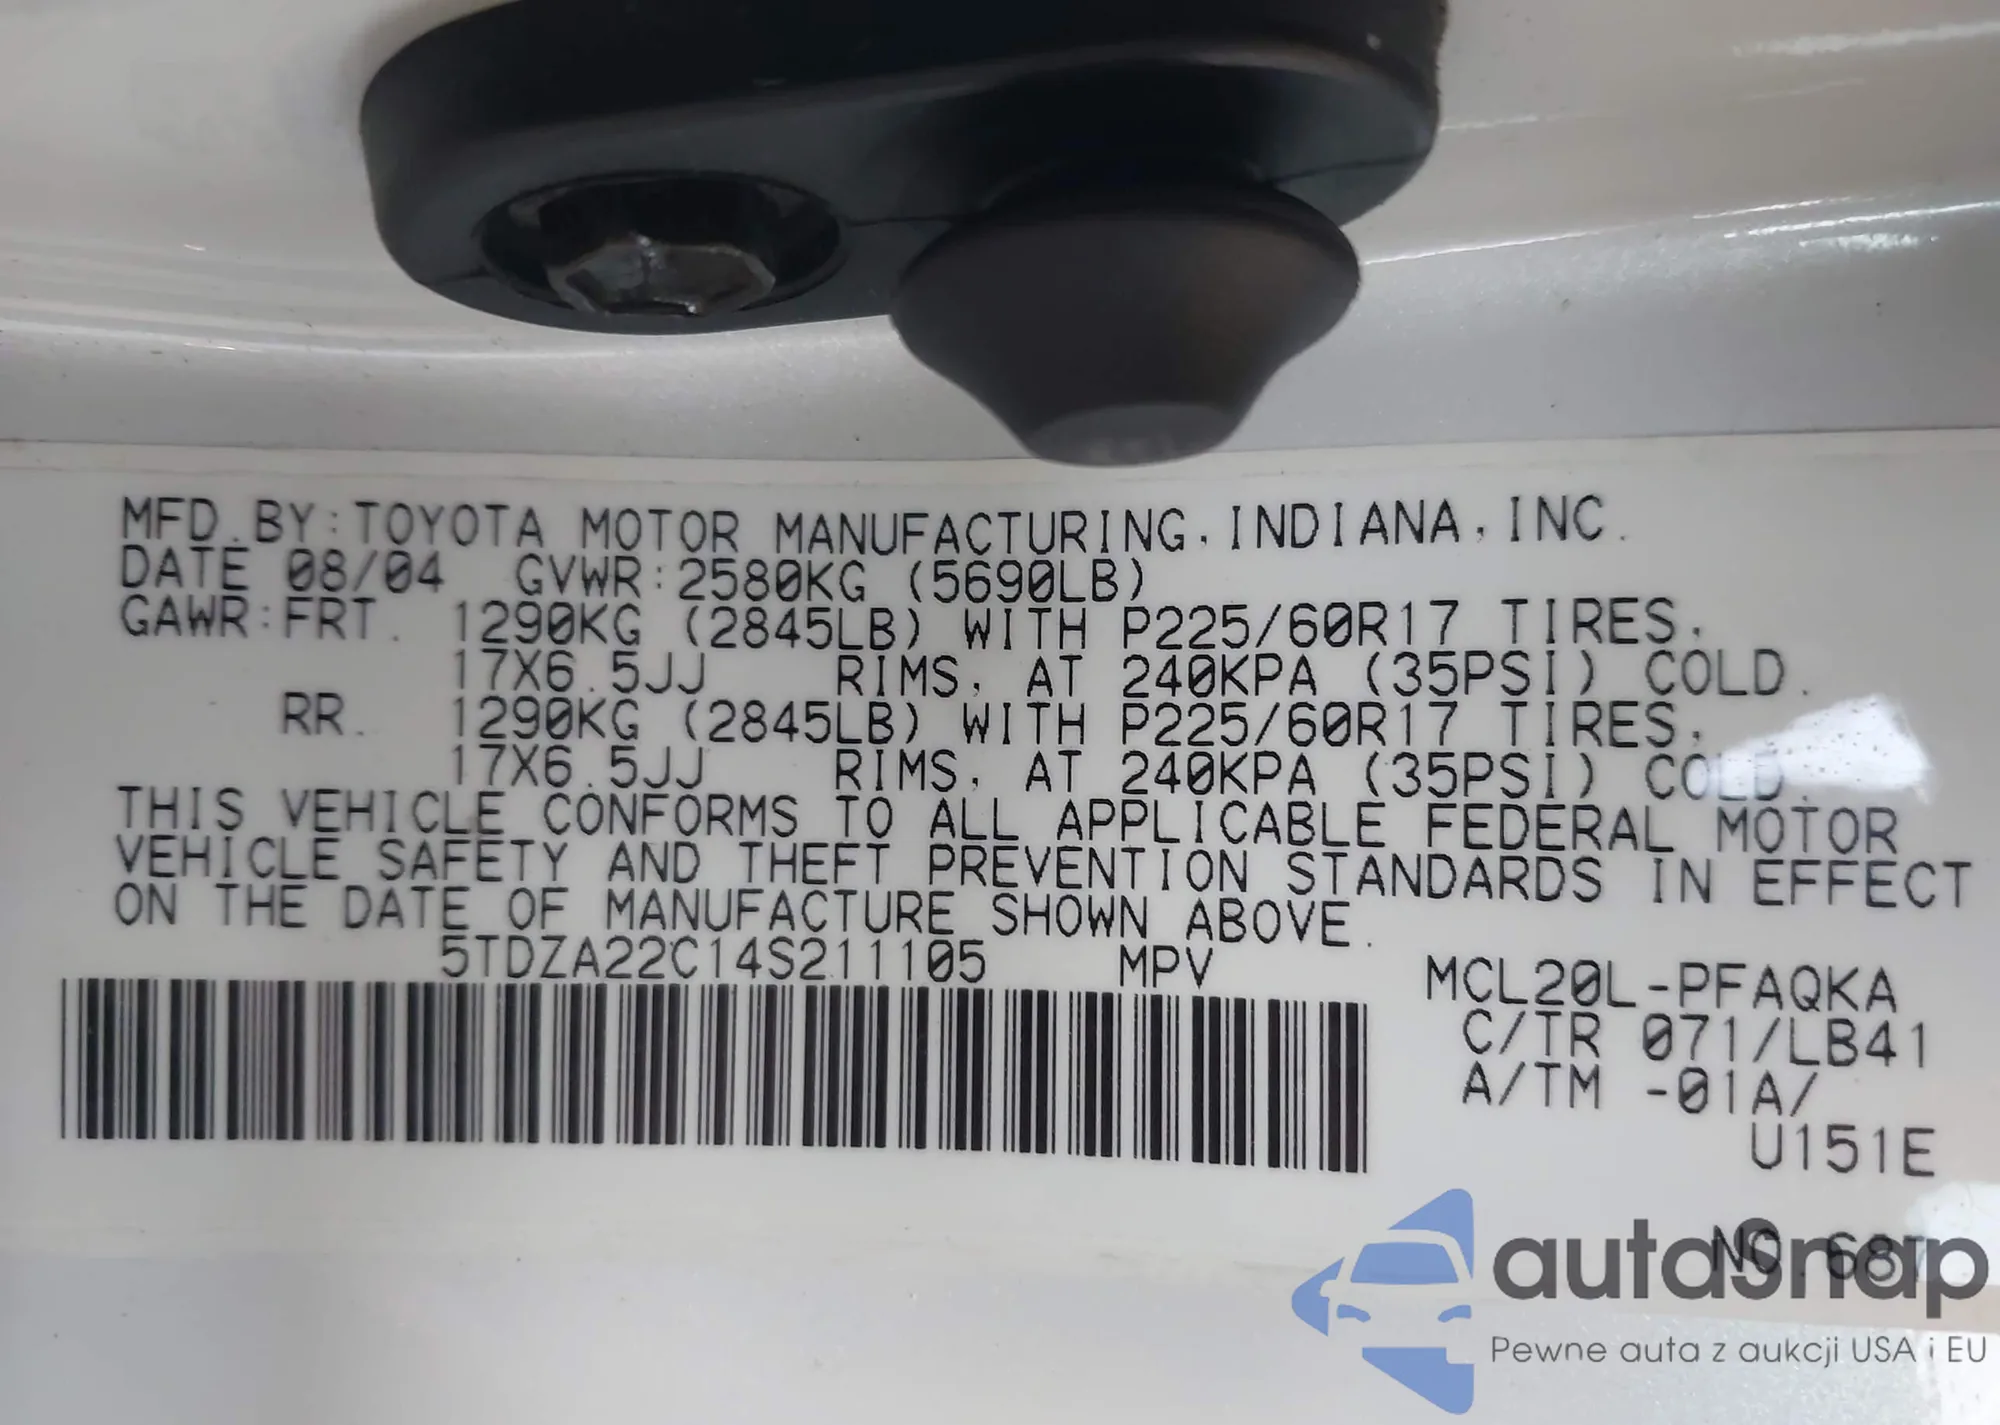 MFD.BY:TOYOTA MOTOR MANUFACTURING,INDIANA,INC.
DATE 08/04 GVWR:2580KG (5690LB)
GAWR:FRT. 1290KG (2845LB) WITH P225/60R17 TIRES,
17X6.5JJ RIMS, AT 240KPA (35PSI) COLD.
RR. 1290KG (2845LB) WITH P225/60R17 TIRES,
17X6.5JJ RIMS, AT 240KPA (35PSI) COLD.
THIS VEHICLE CONFORMS TO ALL APPLICABLE FEDERAL MOTOR
VEHICLE SAFETY AND THEFT PREVENTION STANDARDS IN EFFECT
ON THE DATE OF MANUFACTURE SHOWN ABOVE.
5TDZA22C14S211105 MPV
MCL20L-PFAQKA
C/TR 071/LB41
A/TM -01A/
U151E
NO.
autaSnap
Pewne auta z aukcji USA i EU